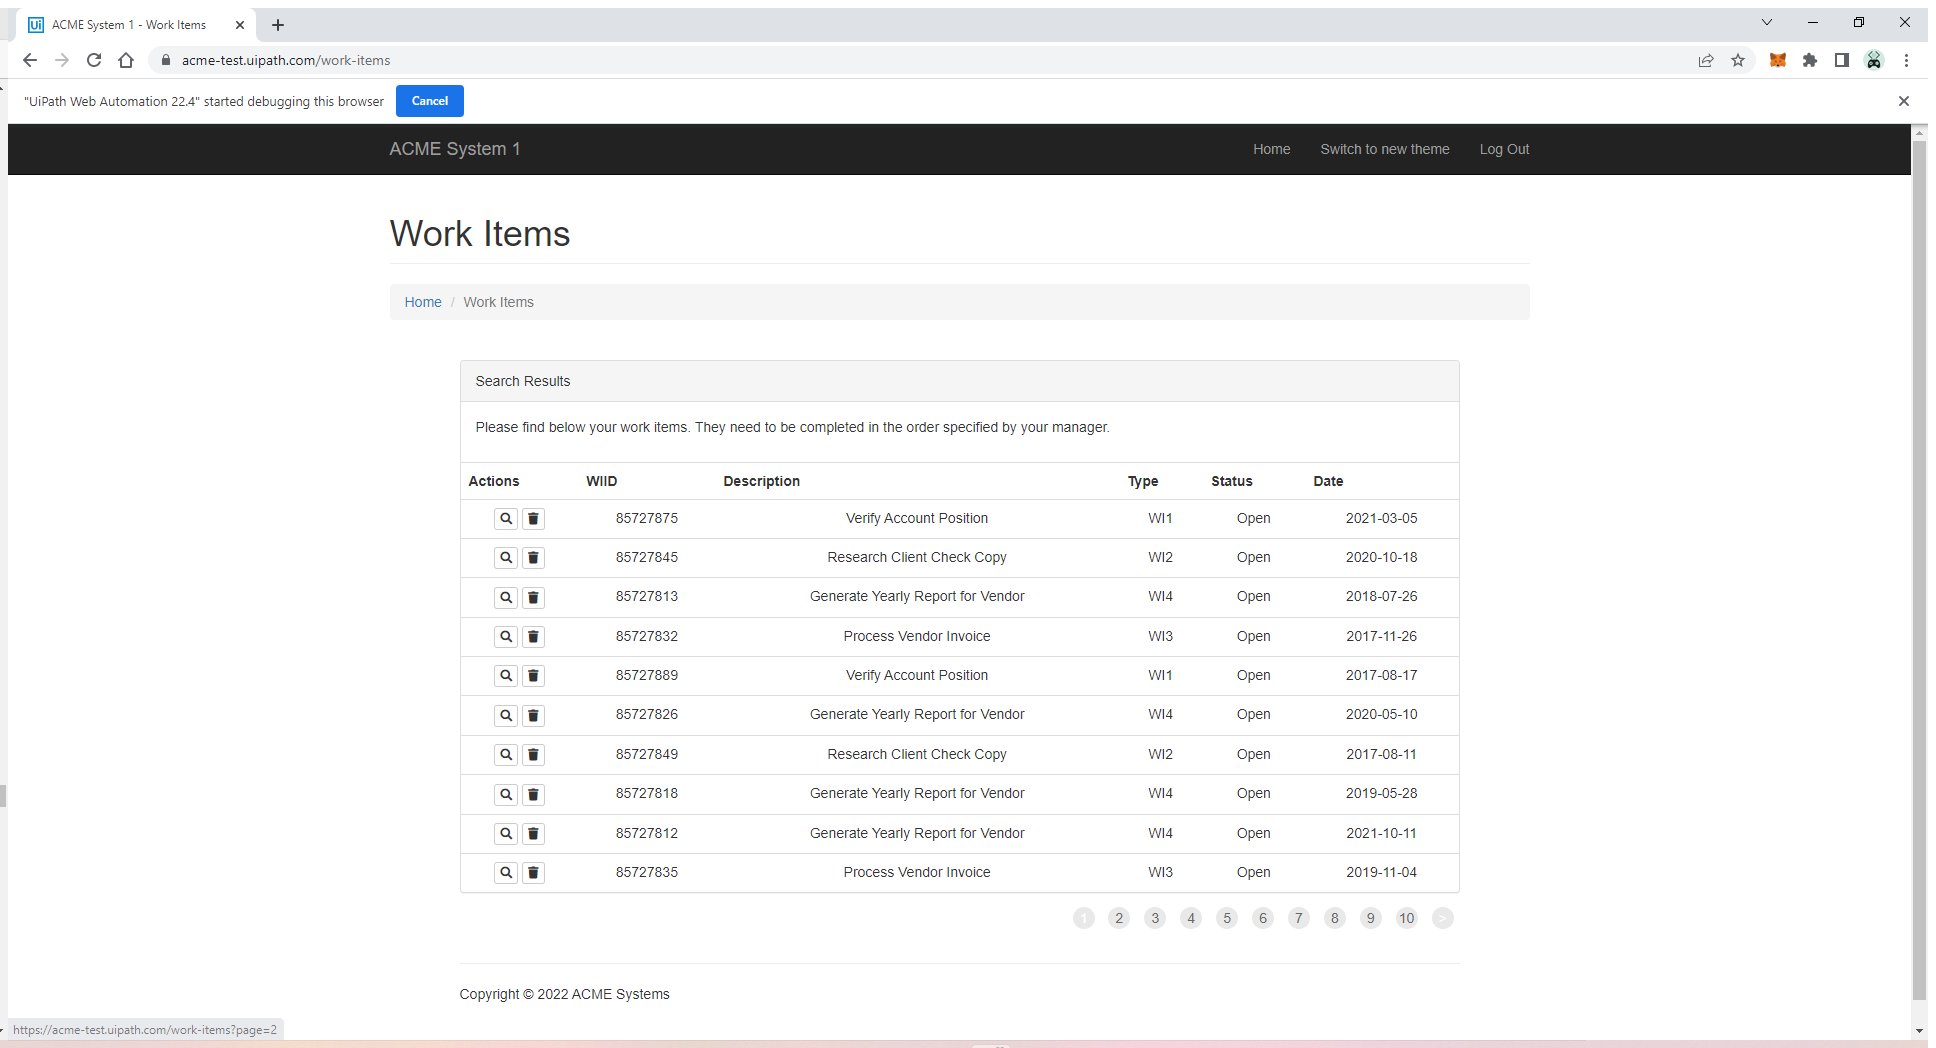 ACME System 1 - Work Items
acme-test.uipath.com/work-items
"UiPath Web Automation 22.4" started debugging this browser Cancel
ACME System 1 Home Switch to new theme Log Out
Work Items
Home / Work Items
Search Results
Please find below your work items. They need to be completed in the order specified by your manager.
Actions WIID Description Type Status Date
85727875 Verify Account Position WI1 Open 2021-03-05
85727845 Research Client Check Copy WI2 Open 2020-10-18
85727813 Generate Yearly Report for Vendor WI4 Open 2018-07-26
85727832 Process Vendor Invoice WI3 Open 2017-11-26
85727889 Verify Account Position WI1 Open 2017-08-17
85727826 Generate Yearly Report for Vendor WI4 Open 2020-05-10
85727849 Research Client Check Copy WI2 Open 2017-08-11
85727818 Generate Yearly Report for Vendor WI4 Open 2019-05-28
85727812 Generate Yearly Report for Vendor WI4 Open 2021-10-11
85727835 Process Vendor Invoice WI3 Open 2019-11-04
1 2 3 4 5 6 7 8 9 10 >
Copyright © 2022 ACME Systems
https://acme-test.uipath.com/work-items?page=2